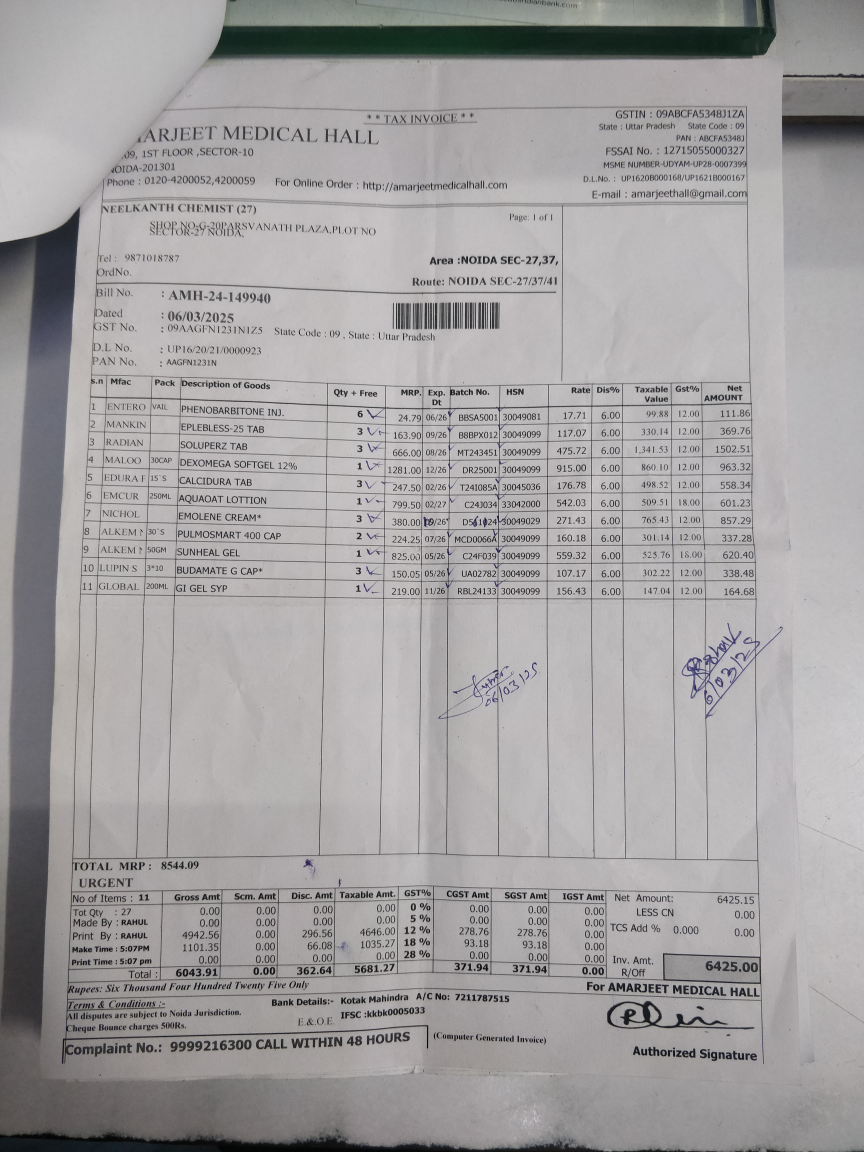 * * TAX INVOICE * *
GSTIN : 09ABCFA5348J1ZA
State : Uttar Pradesh State Code : 09
PAN : ABCFA5348J
FSSAI No. : 12715055000327
MSME NUMBER-UDYAM-UP28-0007399
D.L.No. : UP1620B000168/UP1621B000167
E-mail : amarjeethall@gmail.com
MARJEET MEDICAL HALL
09, 1ST FLOOR ,SECTOR-10
NOIDA-201301
Phone : 0120-4200052,4200059 For Online Order : http://amarjeetmedicalhall.com
NEELKANTH CHEMIST (27)
Page: 1 of 1
SHOP NO-G-20PARSVANATH PLAZA,PLOT NO
SECTOR-27 NOIDA,
Tel : 9871018787
Area :NOIDA SEC-27,37,
OrdNo.
Route: NOIDA SEC-27/37/41
Bill No. : AMH-24-149940
Dated : 06/03/2025
GST No. : 09AAGFN1231N1Z5 State Code : 09 , State : Uttar Pradesh
D.L No. : UP16/20/21/0000923
PAN No. : AAGFN1231N
s.n Mfac Pack Description of Goods Qty + Free MRP. Exp. Dt Batch No. HSN Rate Dis% Taxable Value Gst% Net AMOUNT
1 ENTERO VAIL PHENOBARBITONE INJ. 6 24.79 06/26 BBSA5001 30049081 17.71 6.00 99.88 12.00 111.86
2 MANKIN EPLEBLESS-25 TAB 3 163.90 09/26 B8BPX012 30049099 117.07 6.00 330.14 12.00 369.76
3 RADIAN SOLUPERZ TAB 3 666.00 08/26 MT243451 30049099 475.72 6.00 1,341.53 12.00 1502.51
4 MALOO 30CAP DEXOMEGA SOFTGEL 12% 1 1281.00 12/26 DR25001 30049099 915.00 6.00 860.10 12.00 963.32
5 EDURA F 15`S CALCIDURA TAB 3 247.50 02/26 T24I085A 30045036 176.78 6.00 498.52 12.00 558.34
6 EMCUR 250ML AQUAOAT LOTTION 1 799.50 02/27 C24J034 33042000 542.03 6.00 509.51 18.00 601.23
7 NICHOL EMOLENE CREAM* 3 380.00 /26 30049029 271.43 6.00 765.43 12.00 857.29
8 ALKEM 30`S PULMOSMART 400 CAP 2 224.25 07/26 MCD0066A 30049099 160.18 6.00 301.14 12.00 337.28
9 ALKEM 50GM SUNHEAL GEL 1 825.00 05/26 C24F039 30049099 559.32 6.00 525.76 18.00 620.40
10 LUPIN S 3*10 BUDAMATE G CAP* 3 150.05 05/26 UA02782 30049099 107.17 6.00 302.22 12.00 338.48
11 GLOBAL 200ML GI GEL SYP 1 219.00 11/26 RBL24133 30049099 156.43 6.00 147.04 12.00 164.68
06/03/25
6/03/25
TOTAL MRP : 8544.09
URGENT
No of Items : 11 Gross Amt Scm. Amt Disc. Amt Taxable Amt. GST% CGST Amt SGST Amt IGST Amt Net Amount: 6425.15
Tot Qty : 27 0.00 0.00 0.00 0.00 0 % 0.00 0.00 0.00 LESS CN 0.00
Made By : RAHUL 0.00 0.00 0.00 0.00 5 % 0.00 0.00 0.00 TCS Add % 0.000 0.00
Print By : RAHUL 4942.56 0.00 296.56 4646.00 12 % 278.76 278.76 0.00
Make Time : 5:07PM 1101.35 0.00 66.08 1035.27 18 % 93.18 93.18 0.00
Print Time : 5:07 pm 0.00 0.00 0.00 0.00 28 % 0.00 0.00 0.00 Inv. Amt. 6425.00
Total : 6043.91 0.00 362.64 5681.27 371.94 371.94 0.00 R/Off
Rupees: Six Thousand Four Hundred Twenty Five Only
For AMARJEET MEDICAL HALL
Terms & Conditions :-
Bank Details:- Kotak Mahindra A/C No: 7211787515
All disputes are subject to Noida Jurisdiction.
IFSC :kkbk0005033
Cheque Bounce charges 500Rs.
E.&.O.E.
Complaint No.: 9999216300 CALL WITHIN 48 HOURS
(Computer Generated Invoice)
Authorized Signature